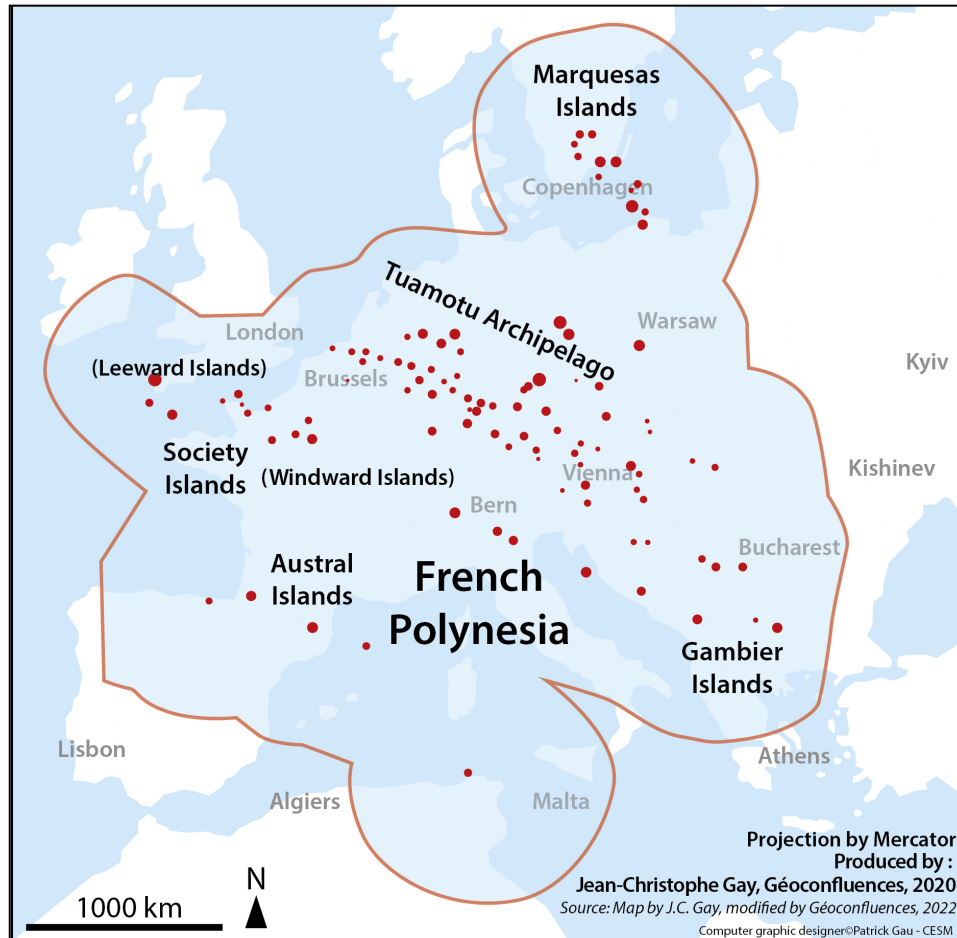 Marquesas
Islands
Copenhagen
Tuamotu Archipelago
London
Warsaw
Kyiv
(Leeward Islands)
Brussels
Society
Islands
(Windward Islands)
Vienna
Kishinev
Bern
Bucharest
Austral
Islands
French
Polynesia
Gambier
Islands
Lisbon
Athens
Algiers
Malta
Projection by Mercator
Produced by :
Jean-Christophe Gay, Géoconfluences, 2020
Source: Map by J.C. Gay, modified by Géoconfluences, 2022
Computer graphic designer©Patrick Gau - CESM
N
1000 km